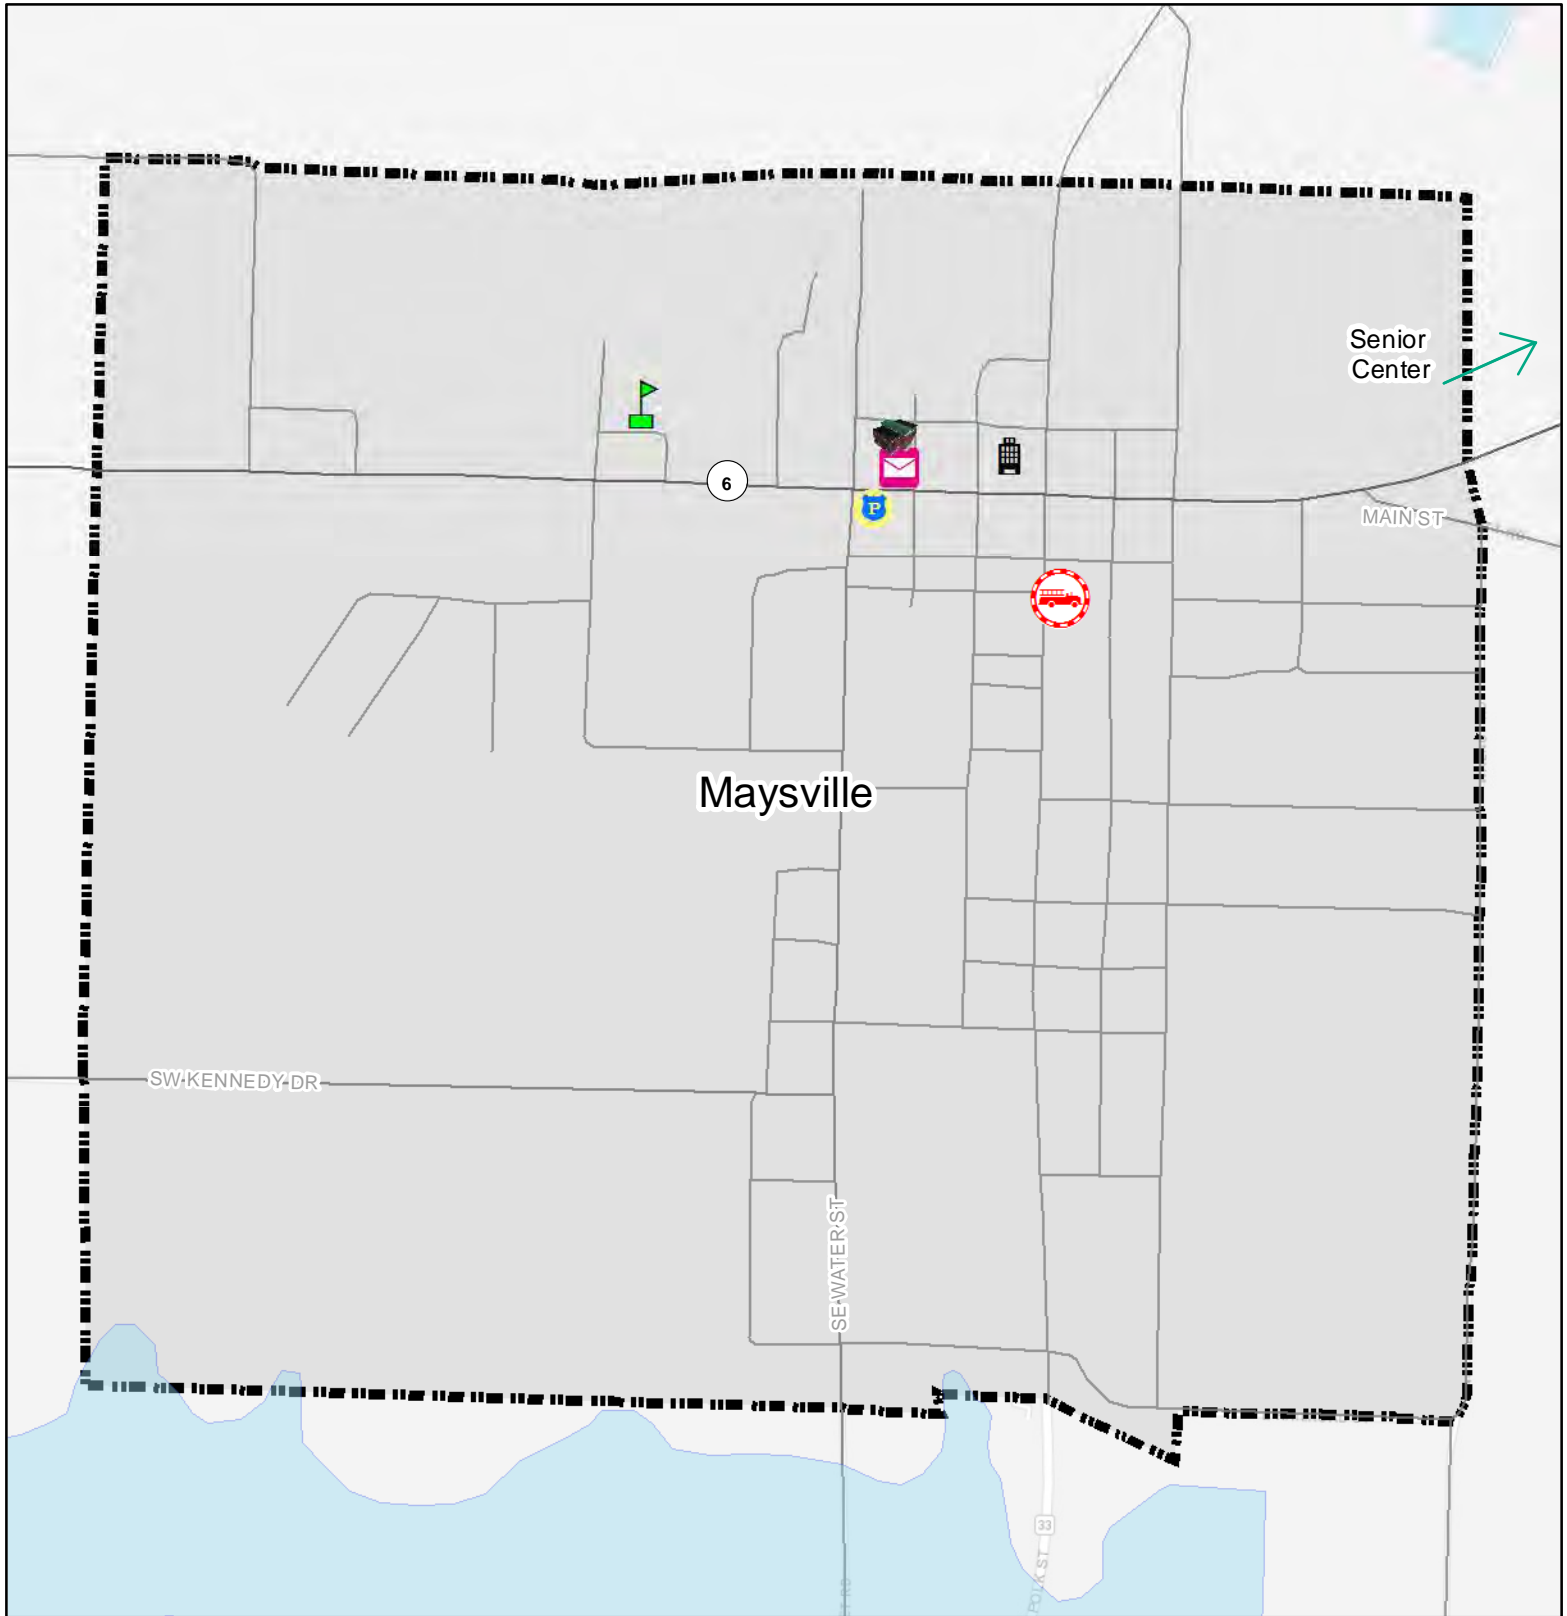 Senior
Center
6
P
MAIN ST
Maysville
SW KENNEDY DR
SE WATER ST
33
POLK ST